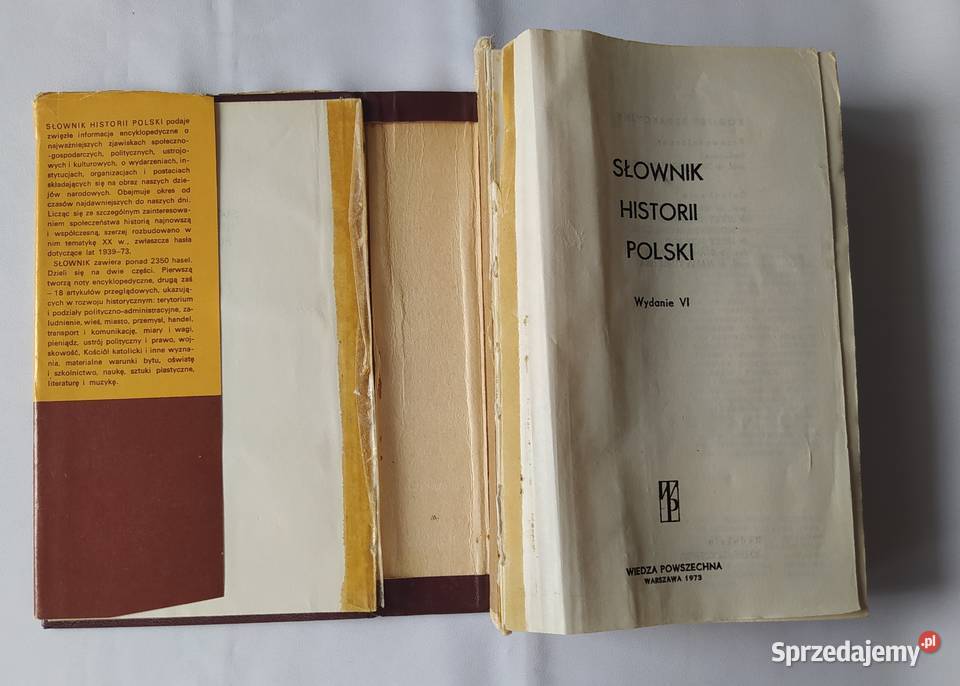 SŁOWNIK HISTORII POLSKI podaje
zwięzłe informacje encyklopedyczne o
najważniejszych zjawiskach społeczno-
-gospodarczych, politycznych, ustrojo-
wych i kulturowych, o wydarzeniach, in-
stytucjach, organizacjach i postaciach
składających się na obraz naszych dzie-
jów narodowych. Obejmuje okres od
czasów najdawniejszych do naszych dni.
Licząc się ze szczególnym zainteresowa-
niem społeczeństwa historią najnowszą
i współczesną, szerzej rozbudowano w
nim tematykę XX w., zwłaszcza hasła
dotyczące lat 1939–73.
SŁOWNIK zawiera ponad 2350 haseł.
Dzieli się na dwie części. Pierwszą
tworzą noty encyklopedyczne, drugą zaś
– 18 artykułów przeglądowych, ukazują-
cych w rozwoju historycznym: terytorium
i podziały polityczno-administracyjne, za-
ludnienie, wieś, miasto, przemysł, handel,
transport i komunikację, miary i wagi,
pieniądz, ustrój polityczny i prawo, woj-
skowość, Kościół katolicki i inne wyzna-
nia, materialne warunki bytu, oświatę
i szkolnictwo, naukę, sztuki plastyczne,
literaturę i muzykę.
SŁOWNIK
HISTORII
POLSKI
Wydanie VI
WP
WIEDZA POWSZECHNA
WARSZAWA 1973
Sprzedajemy.pl